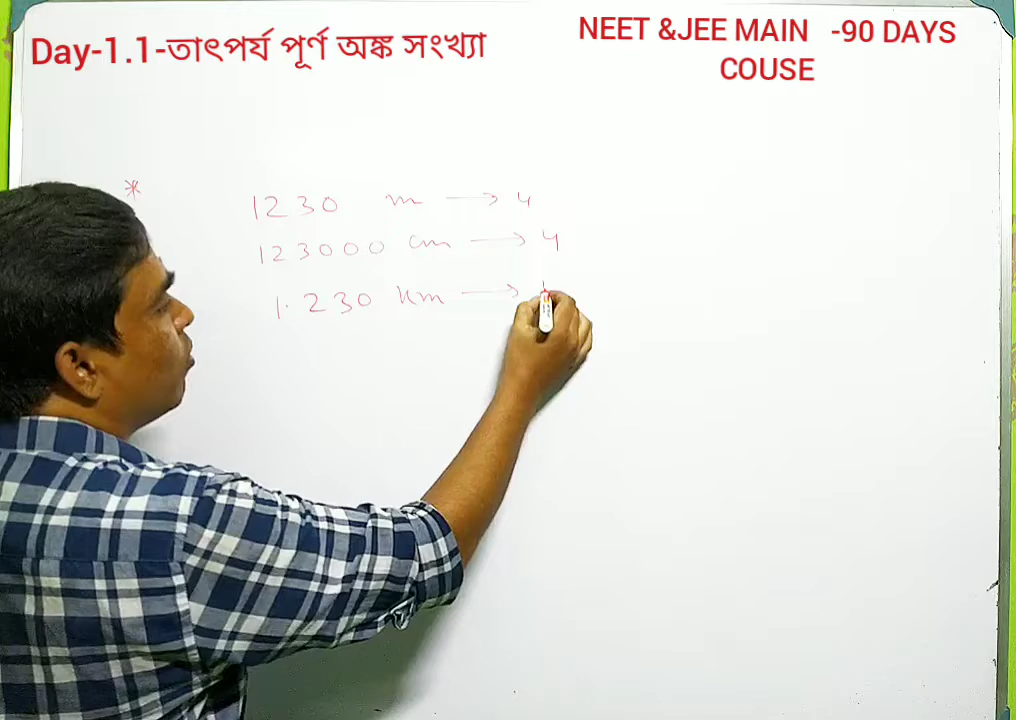 Day-1.1-তাৎপর্য পূর্ণ অঙ্ক সংখ্যা
NEET &JEE MAIN -90 DAYS
COUSE
*
1230 m → 4
123000 cm → 4
1.230 km →